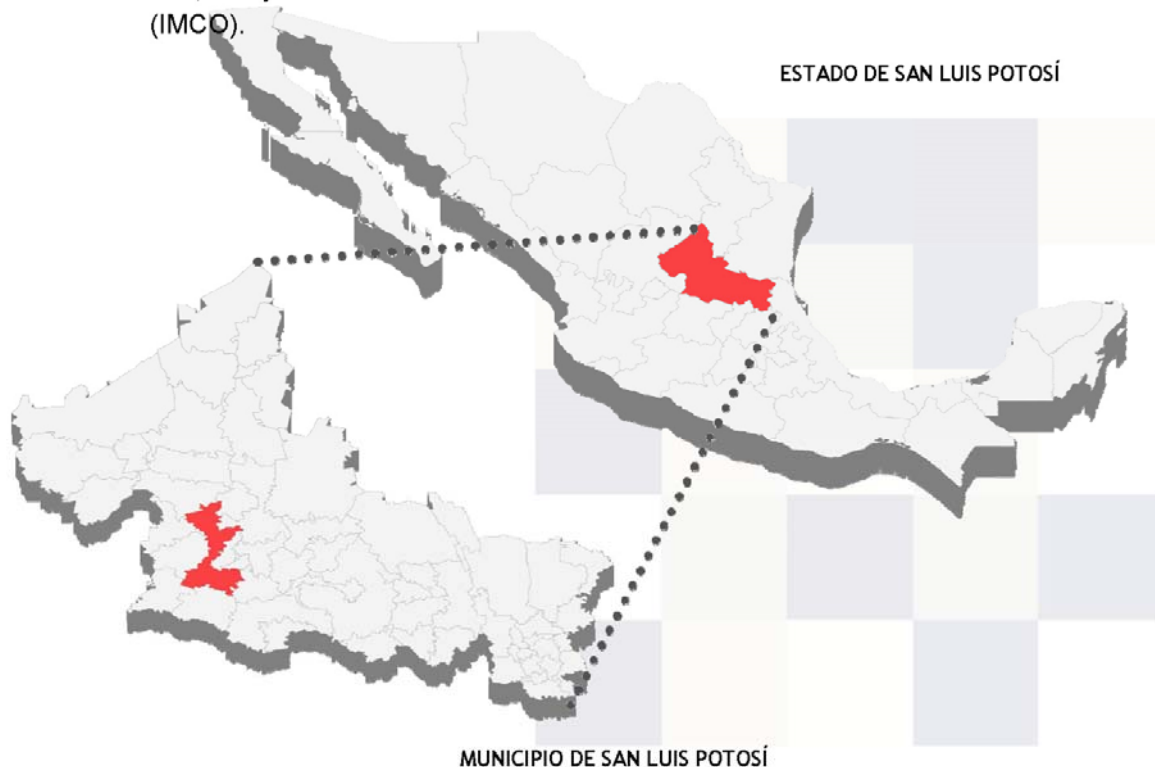 (IMCO).
ESTADO DE SAN LUIS POTOSÍ
MUNICIPIO DE SAN LUIS POTOSÍ